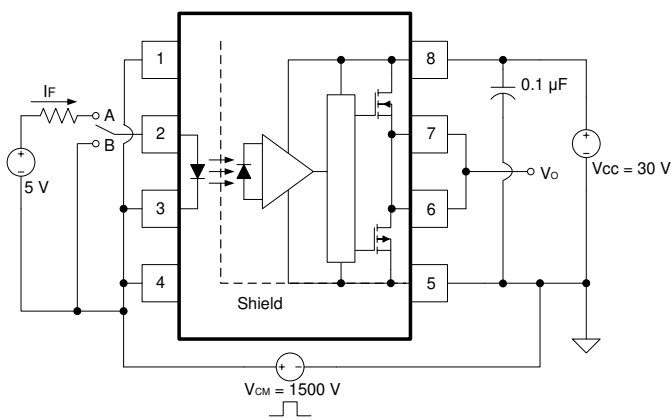 1
8
IF
A
0.1 µF
2
7
B
VO
VCC = 30 V
5 V
3
6
4
5
Shield
VCM = 1500 V